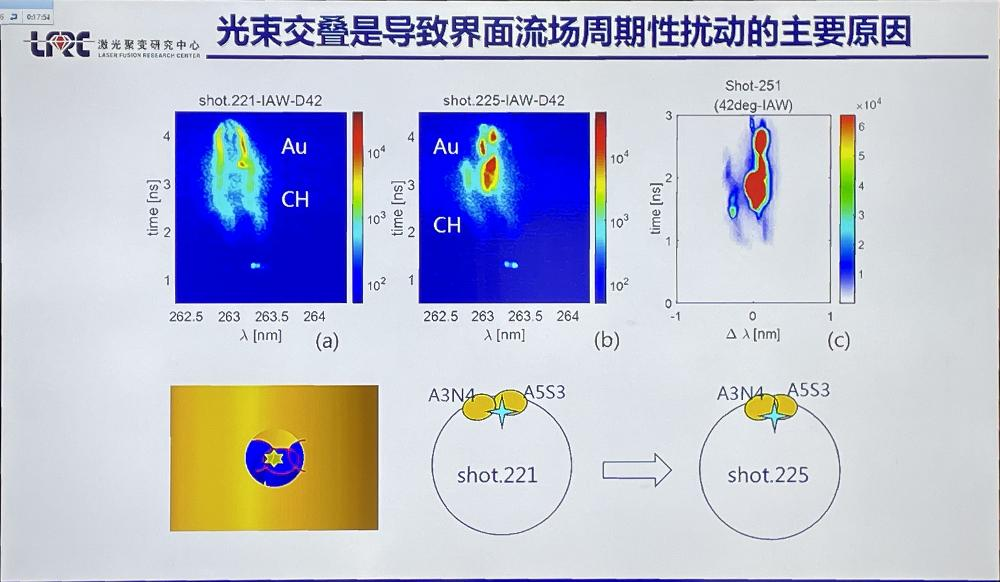 0:17:54
光束交叠是导致界面流场周期性扰动的主要原因
激光聚变研究中心
LASER FUSION RESEARCH CENTER
shot.221-IAW-D42
Au
CH
time [ns]
4
3
2
1
262.5 263 263.5 264
λ [nm]
10⁴
10³
10²
(a)
shot.225-IAW-D42
Au
CH
time [ns]
4
3
2
1
262.5 263 263.5 264
λ [nm]
10⁴
10³
10²
(b)
Shot-251
(42deg-IAW)
×10⁴
time [ns]
3
2
1
0
-1 0 1
Δ λ [nm]
6
5
4
3
2
1
(c)
A3N4 A5S3
shot.221
A3N4 A5S3
shot.225